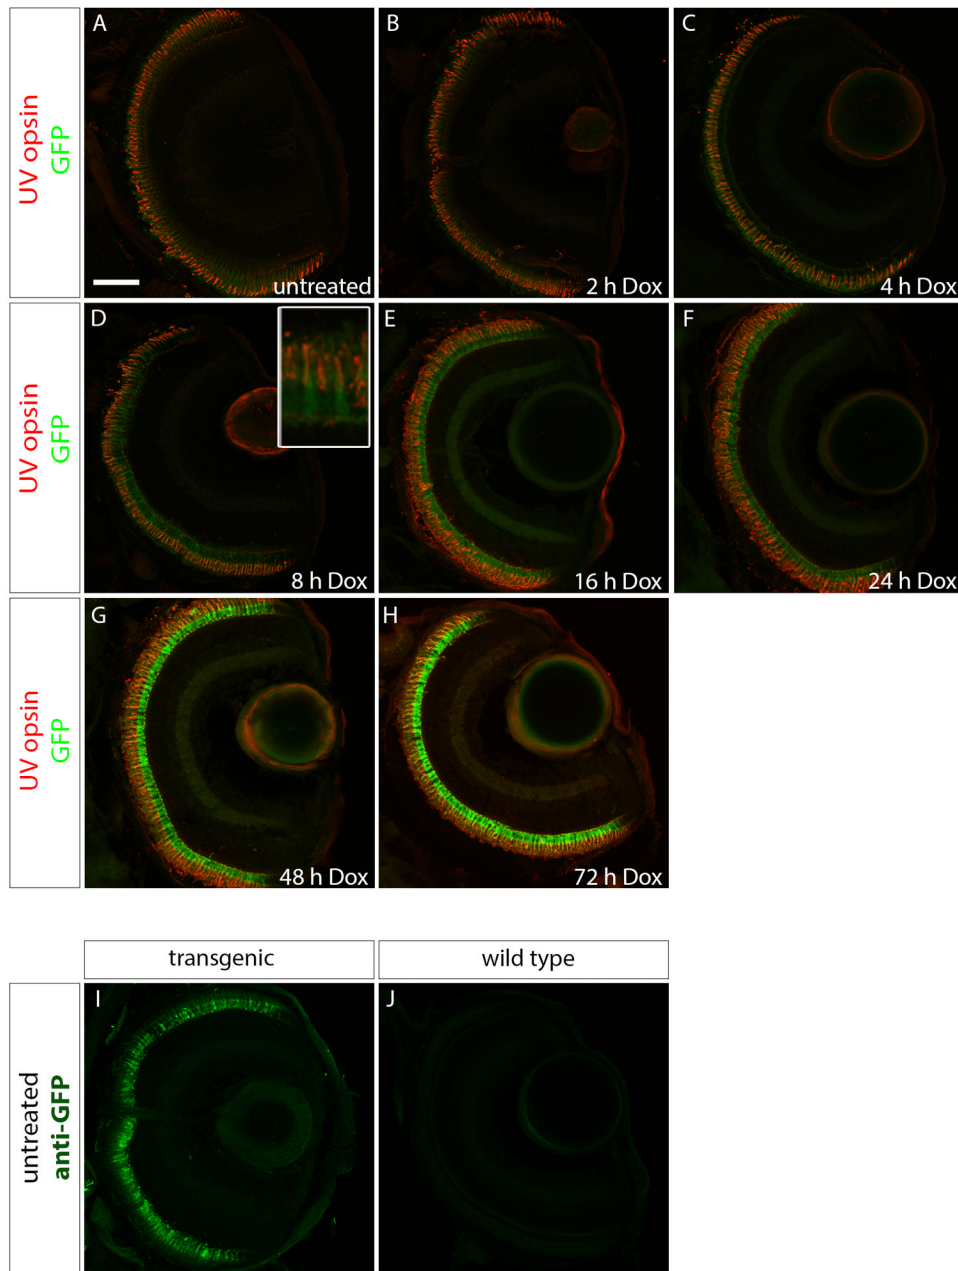 UV opsin
GFP
A
untreated
B
2 h Dox
C
4 h Dox
UV opsin
GFP
D
8 h Dox
E
16 h Dox
F
24 h Dox
UV opsin
GFP
G
48 h Dox
H
72 h Dox
transgenic
wild type
untreated
anti-GFP
I
J